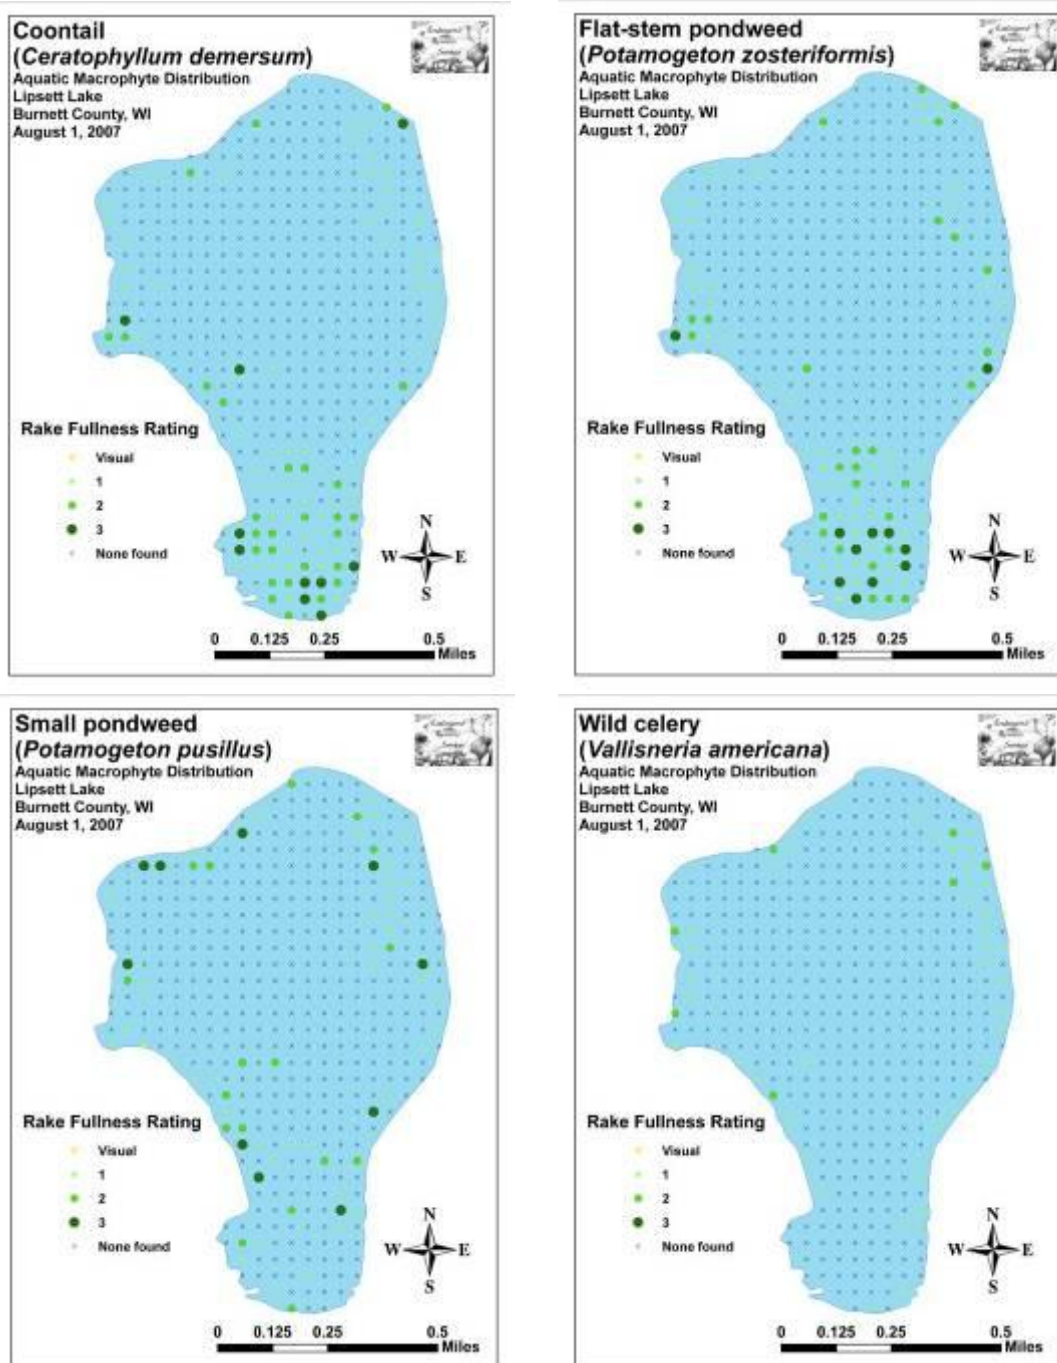 Coontail
(Ceratophyllum demersum)
Aquatic Macrophyte Distribution
Lipsett Lake
Burnett County, WI
August 1, 2007
Rake Fullness Rating
Visual
1
2
3
None found
N
W E
S
0 0.125 0.25 0.5
Miles
Flat-stem pondweed
(Potamogeton zosteriformis)
Aquatic Macrophyte Distribution
Lipsett Lake
Burnett County, WI
August 1, 2007
Rake Fullness Rating
Visual
1
2
3
None found
N
W E
S
0 0.125 0.25 0.5
Miles
Small pondweed
(Potamogeton pusillus)
Aquatic Macrophyte Distribution
Lipsett Lake
Burnett County, WI
August 1, 2007
Rake Fullness Rating
Visual
1
2
3
None found
N
W E
S
0 0.125 0.25 0.5
Miles
Wild celery
(Vallisneria americana)
Aquatic Macrophyte Distribution
Lipsett Lake
Burnett County, WI
August 1, 2007
Rake Fullness Rating
Visual
1
2
3
None found
N
W E
S
0 0.125 0.25 0.5
Miles